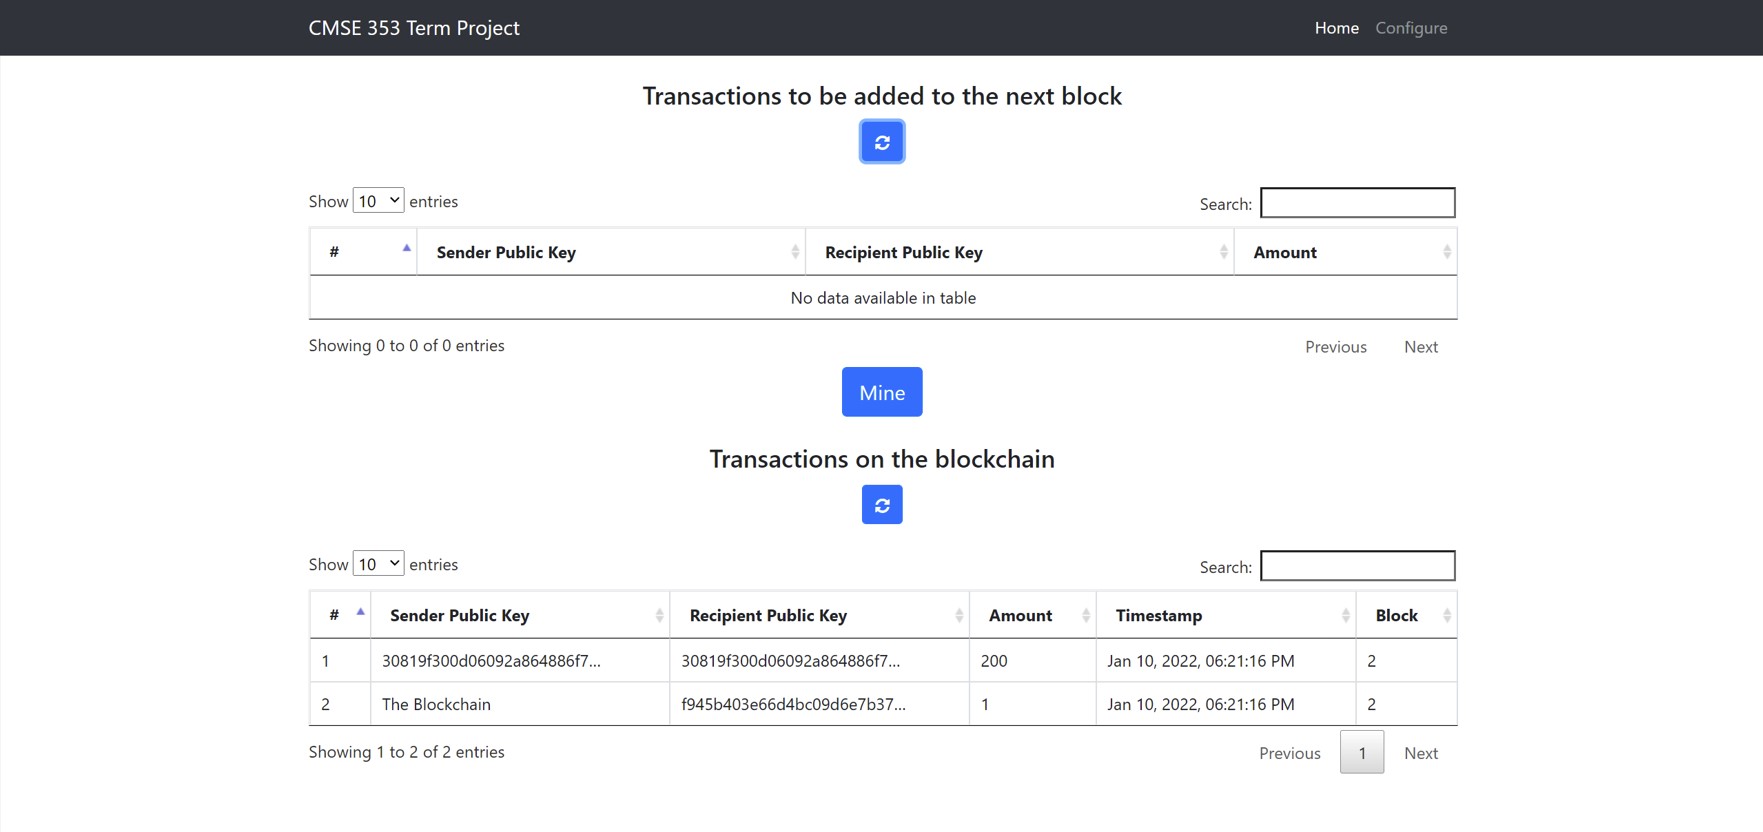 CMSE 353 Term Project Home Configure
Transactions to be added to the next block
Show 10 entries Search:
# Sender Public Key Recipient Public Key Amount
No data available in table
Showing 0 to 0 of 0 entries Previous Next
Mine
Transactions on the blockchain
Show 10 entries Search:
# Sender Public Key Recipient Public Key Amount Timestamp Block
1 30819f300d06092a864886f7... 30819f300d06092a864886f7... 200 Jan 10, 2022, 06:21:16 PM 2
2 The Blockchain f945b403e66d4bc09d6e7b37... 1 Jan 10, 2022, 06:21:16 PM 2
Showing 1 to 2 of 2 entries Previous 1 Next